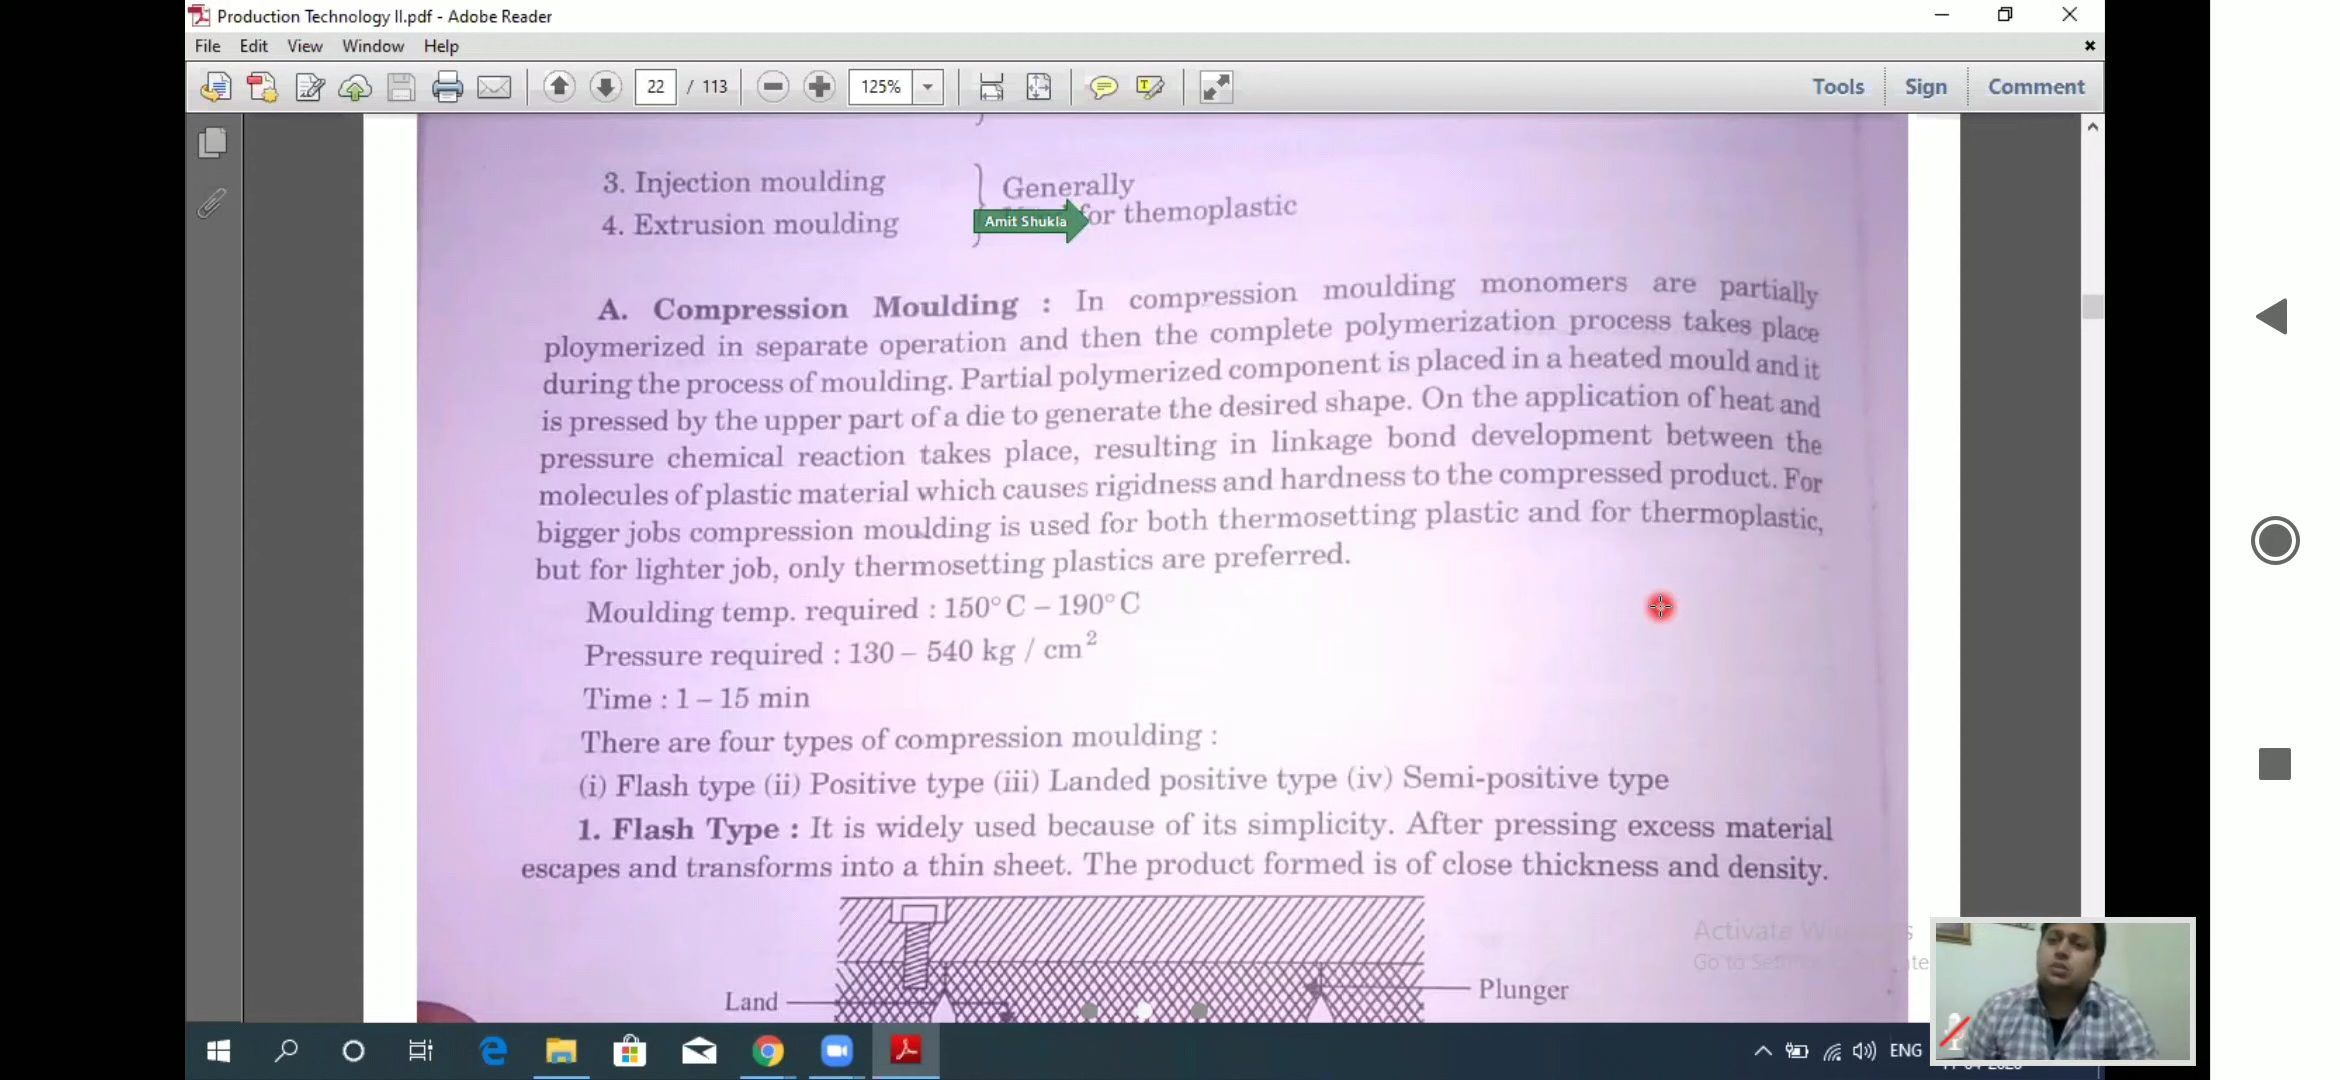 Production Technology II.pdf - Adobe Reader
File Edit View Window Help
22 / 113 125% Tools Sign Comment
3. Injection moulding
4. Extrusion moulding
Generally
Amit Shukla for themoplastic
A. Compression Moulding : In compression moulding monomers are partially
ploymerized in separate operation and then the complete polymerization process takes place
during the process of moulding. Partial polymerized component is placed in a heated mould and it
is pressed by the upper part of a die to generate the desired shape. On the application of heat and
pressure chemical reaction takes place, resulting in linkage bond development between the
molecules of plastic material which causes rigidness and hardness to the compressed product. For
bigger jobs compression moulding is used for both thermosetting plastic and for thermoplastic,
but for lighter job, only thermosetting plastics are preferred.
Moulding temp. required : 150° C – 190° C
Pressure required : 130 – 540 kg / cm²
Time : 1 – 15 min
There are four types of compression moulding :
(i) Flash type (ii) Positive type (iii) Landed positive type (iv) Semi-positive type
1. Flash Type : It is widely used because of its simplicity. After pressing excess material
escapes and transforms into a thin sheet. The product formed is of close thickness and density.
Land
Plunger
Activate
Go to
ENG